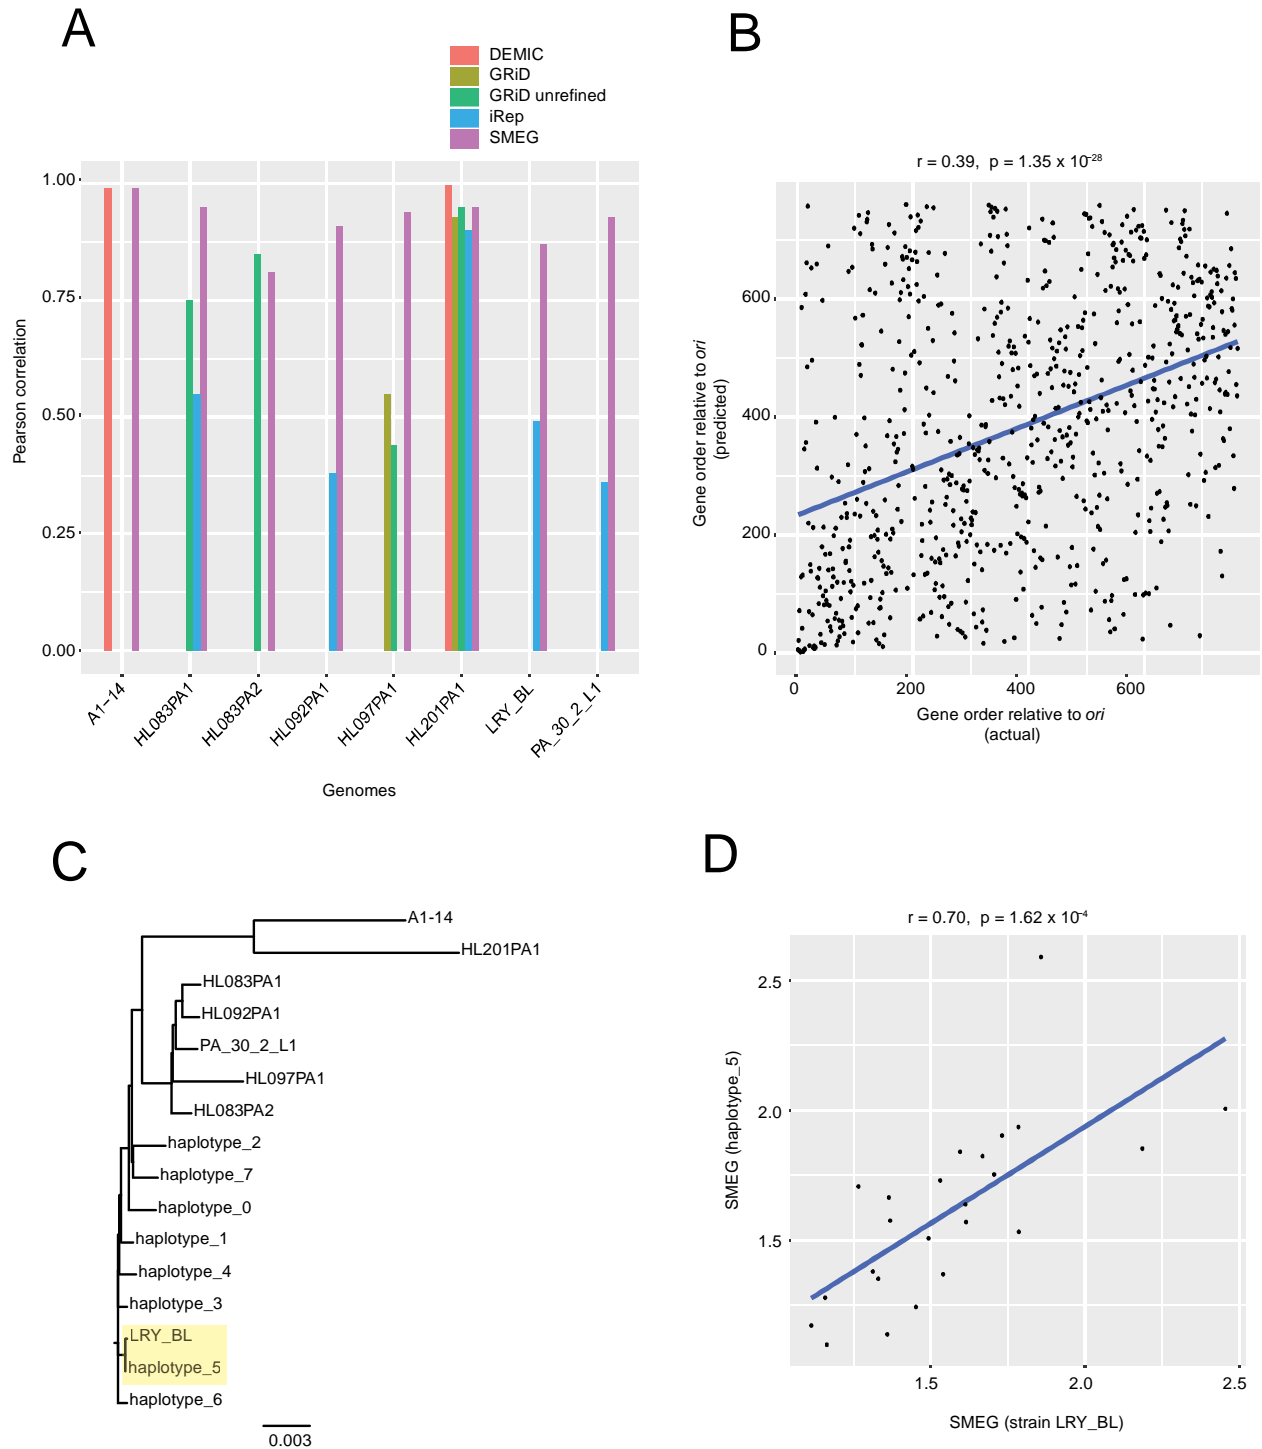 A
DEMIC
GRiD
GRiD unrefined
iRep
SMEG
1.00
0.75
0.50
0.25
0.00
Pearson correlation
A1-14
HL083PA1
HL083PA2
HL092PA1
HL097PA1
HL201PA1
LRY_BL
PA_30_2_L1
Genomes
B
r = 0.39, p = 1.35 x 10⁻²⁸
600
400
200
0
Gene order relative to ori
(predicted)
0
200
400
600
Gene order relative to ori
(actual)
C
A1-14
HL201PA1
HL083PA1
HL092PA1
PA_30_2_L1
HL097PA1
HL083PA2
haplotype_2
haplotype_7
haplotype_0
haplotype_1
haplotype_4
haplotype_3
LRY_BL
haplotype_5
haplotype_6
0.003
D
r = 0.70, p = 1.62 x 10⁻⁴
2.5
2.0
1.5
SMEG (haplotype_5)
1.5
2.0
2.5
SMEG (strain LRY_BL)